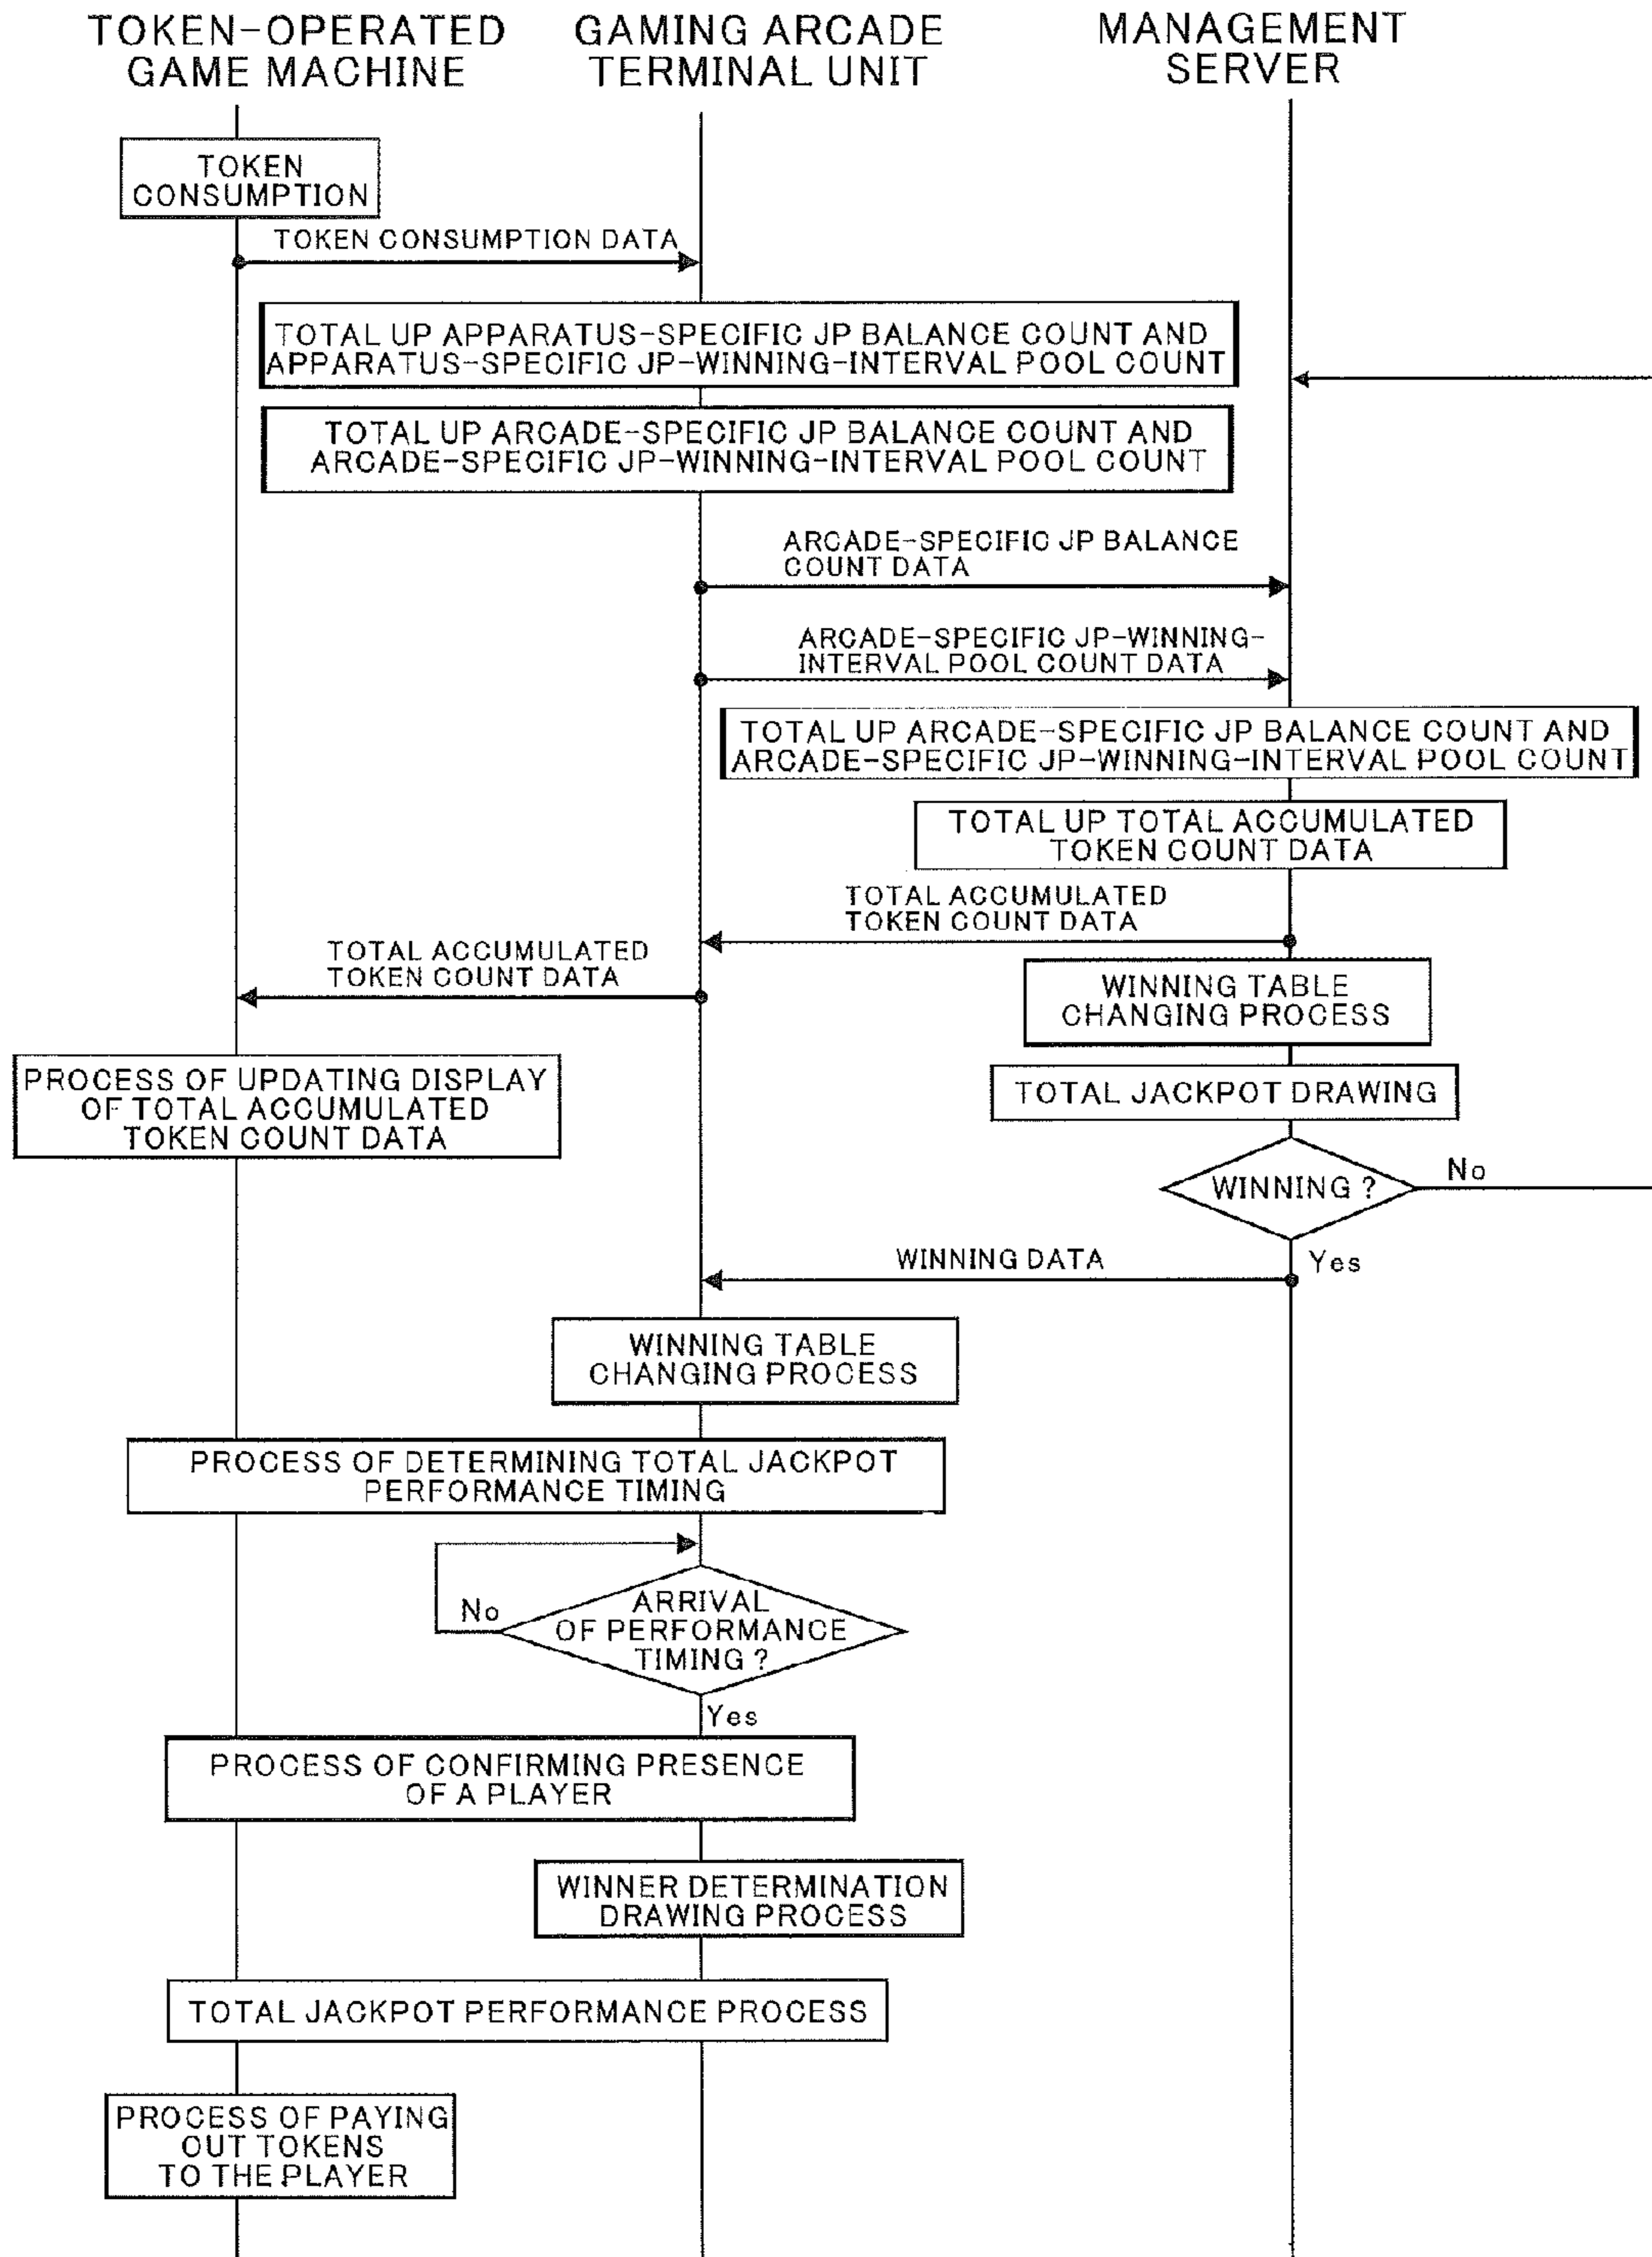 TOKEN-OPERATED
GAME MACHINE
GAMING ARCADE
TERMINAL UNIT
MANAGEMENT
SERVER
TOKEN
CONSUMPTION
TOKEN CONSUMPTION DATA
TOTAL UP APPARATUS-SPECIFIC JP BALANCE COUNT AND
APPARATUS-SPECIFIC JP-WINNING-INTERVAL POOL COUNT
TOTAL UP ARCADE-SPECIFIC JP BALANCE COUNT AND
ARCADE-SPECIFIC JP-WINNING-INTERVAL POOL COUNT
ARCADE-SPECIFIC JP BALANCE
COUNT DATA
ARCADE-SPECIFIC JP-WINNING-
INTERVAL POOL COUNT DATA
TOTAL UP ARCADE-SPECIFIC JP BALANCE COUNT AND
ARCADE-SPECIFIC JP-WINNING-INTERVAL POOL COUNT
TOTAL UP TOTAL ACCUMULATED
TOKEN COUNT DATA
TOTAL ACCUMULATED
TOKEN COUNT DATA
TOTAL ACCUMULATED
TOKEN COUNT DATA
WINNING TABLE
CHANGING PROCESS
PROCESS OF UPDATING DISPLAY
OF TOTAL ACCUMULATED
TOKEN COUNT DATA
TOTAL JACKPOT DRAWING
WINNING ?
No
Yes
WINNING DATA
WINNING TABLE
CHANGING PROCESS
PROCESS OF DETERMINING TOTAL JACKPOT
PERFORMANCE TIMING
ARRIVAL
OF PERFORMANCE
TIMING ?
No
Yes
PROCESS OF CONFIRMING PRESENCE
OF A PLAYER
WINNER DETERMINATION
DRAWING PROCESS
TOTAL JACKPOT PERFORMANCE PROCESS
PROCESS OF PAYING
OUT TOKENS
TO THE PLAYER